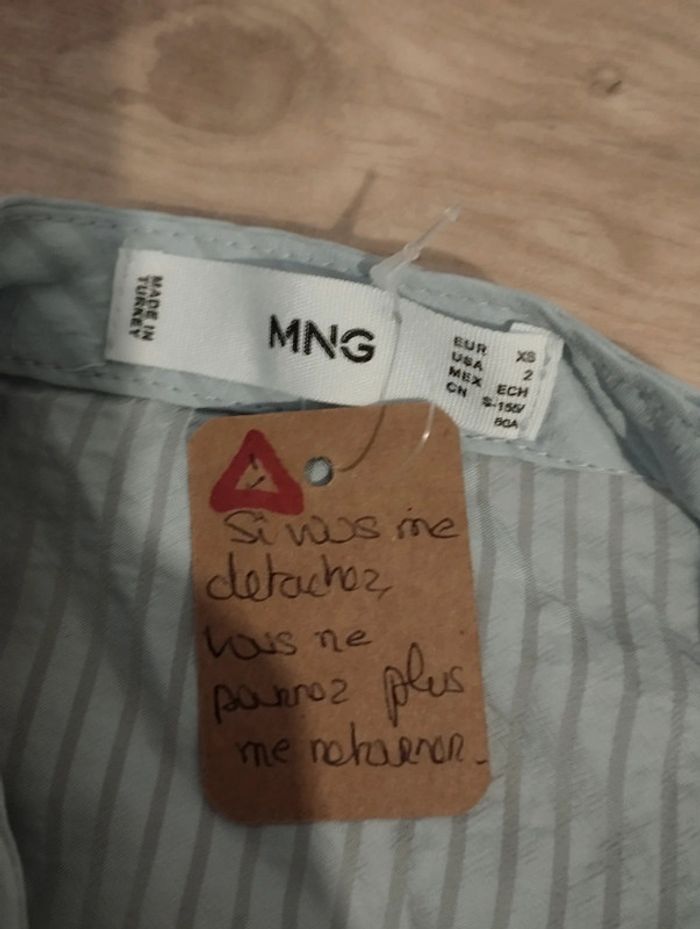 MADE IN
TURKEY
MNG
EUR XS
USA 2
MEX ECH
CN S-155/
80A
Si vous me
detachez,
vous ne
pourrez plus
me retourner.